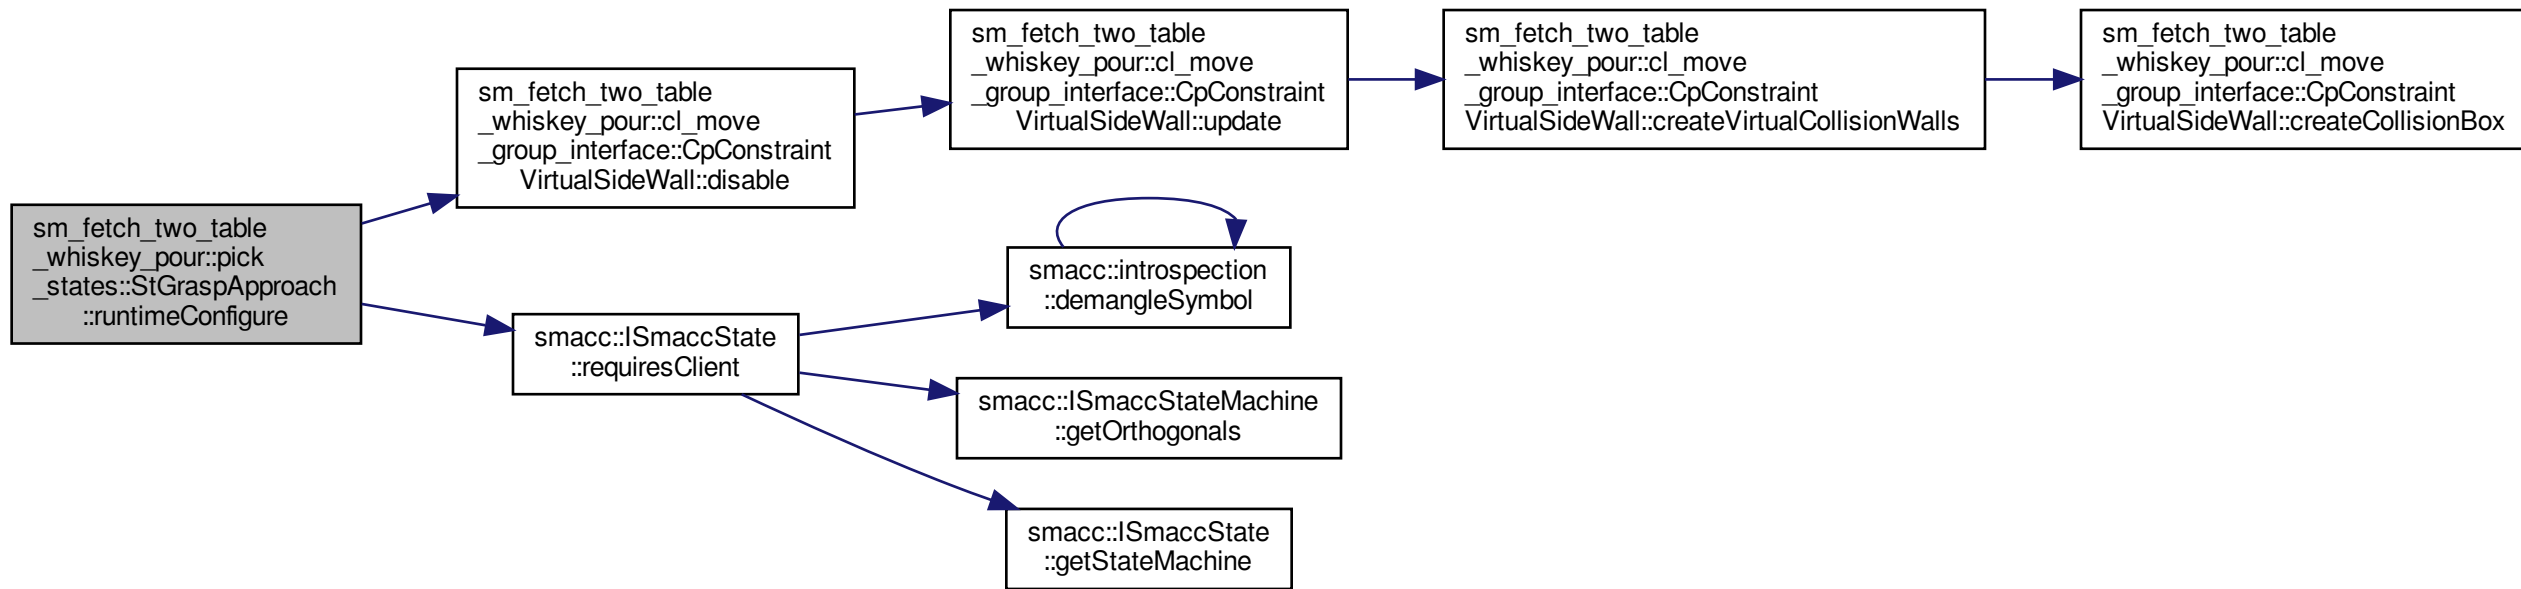 sm_fetch_two_table
_whiskey_pour::pick
_states::StGraspApproach
::runtimeConfigure
sm_fetch_two_table
_whiskey_pour::cl_move
_group_interface::CpConstraint
VirtualSideWall::disable
sm_fetch_two_table
_whiskey_pour::cl_move
_group_interface::CpConstraint
VirtualSideWall::update
sm_fetch_two_table
_whiskey_pour::cl_move
_group_interface::CpConstraint
VirtualSideWall::createVirtualCollisionWalls
sm_fetch_two_table
_whiskey_pour::cl_move
_group_interface::CpConstraint
VirtualSideWall::createCollisionBox
smacc::ISmaccState
::requiresClient
smacc::introspection
::demangleSymbol
smacc::ISmaccStateMachine
::getOrthogonals
smacc::ISmaccState
::getStateMachine